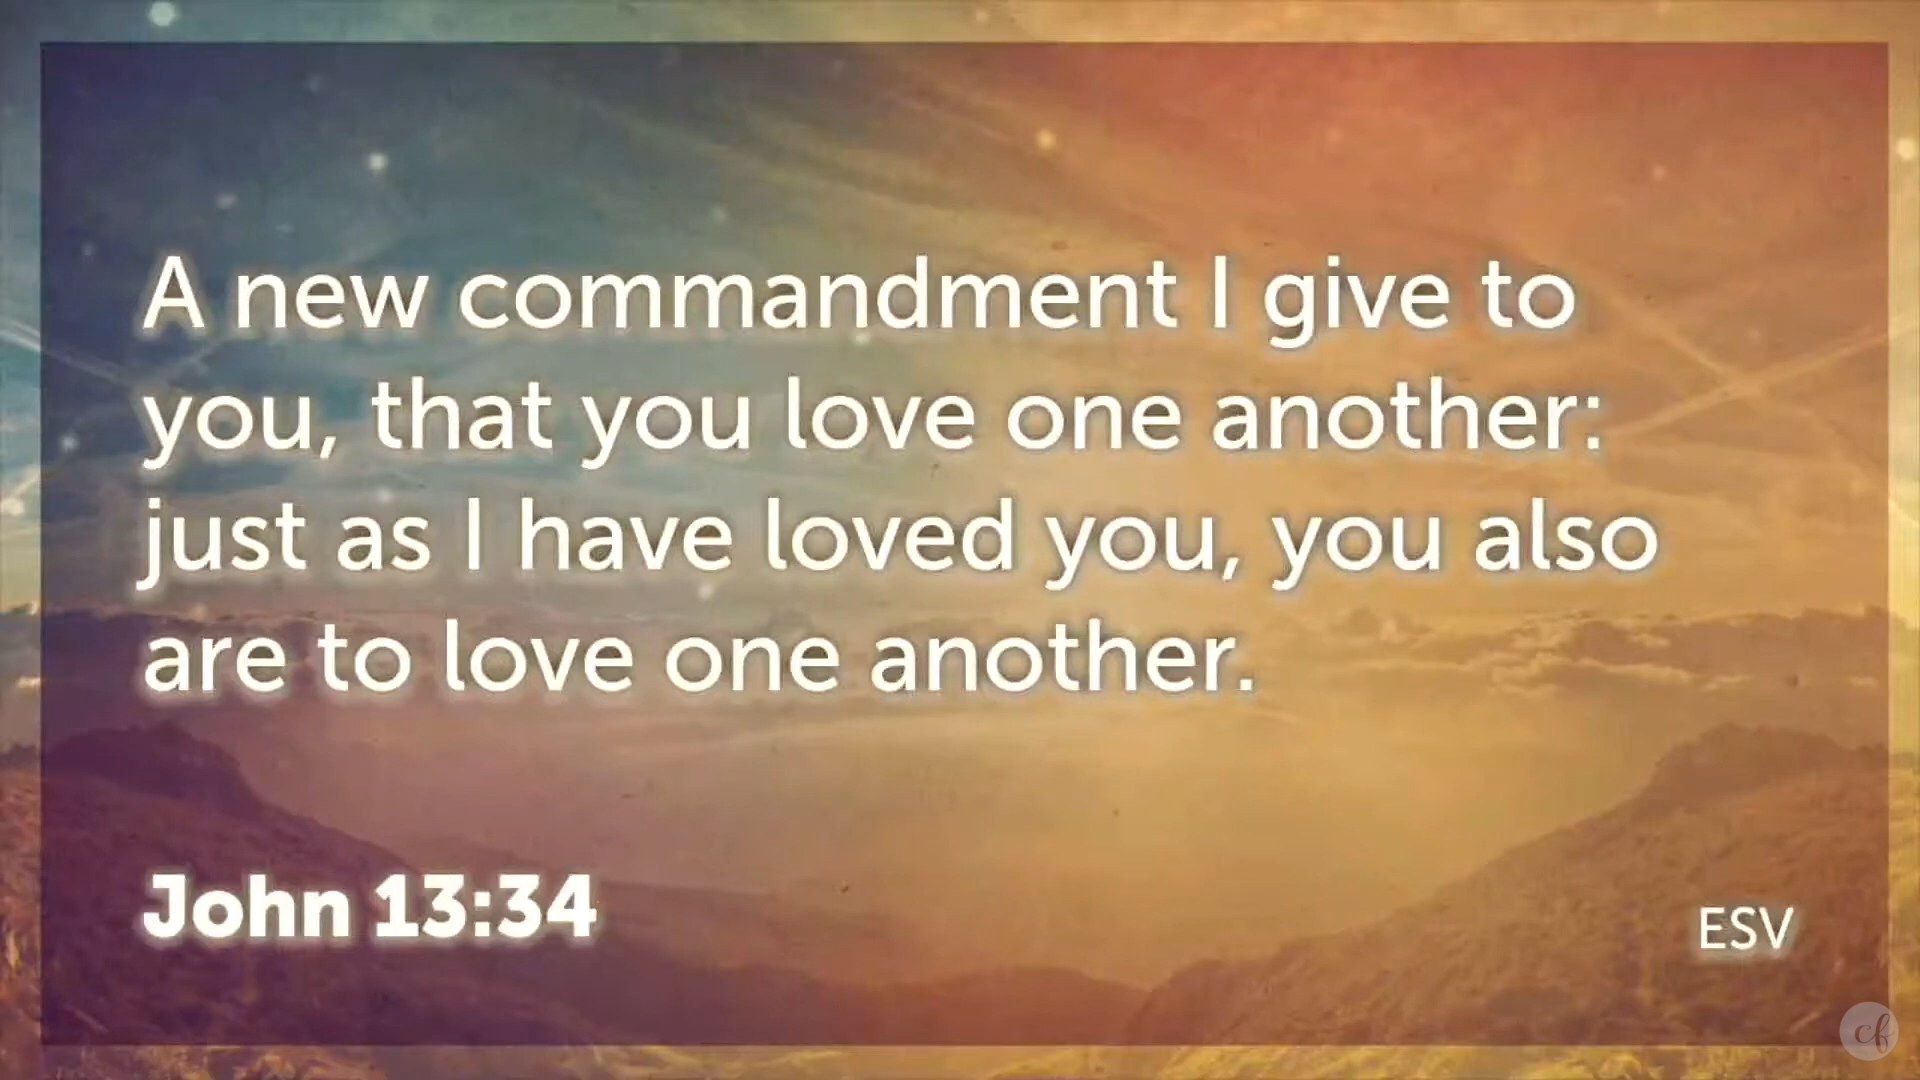 A new commandment I give to
you, that you love one another:
just as I have loved you, you also
are to love one another.
John 13:34
ESV
cf